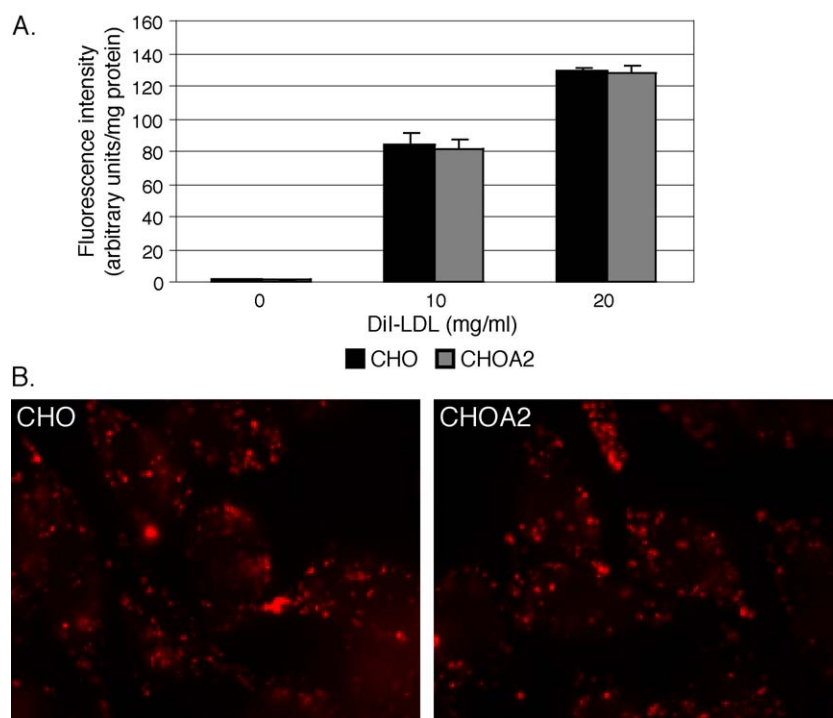 A.
Fluorescence intensity
(arbitrary units/mg protein)
160
140
120
100
80
60
40
20
0
0 10 20
DiI-LDL (mg/ml)
CHO CHOA2
B.
CHO CHOA2